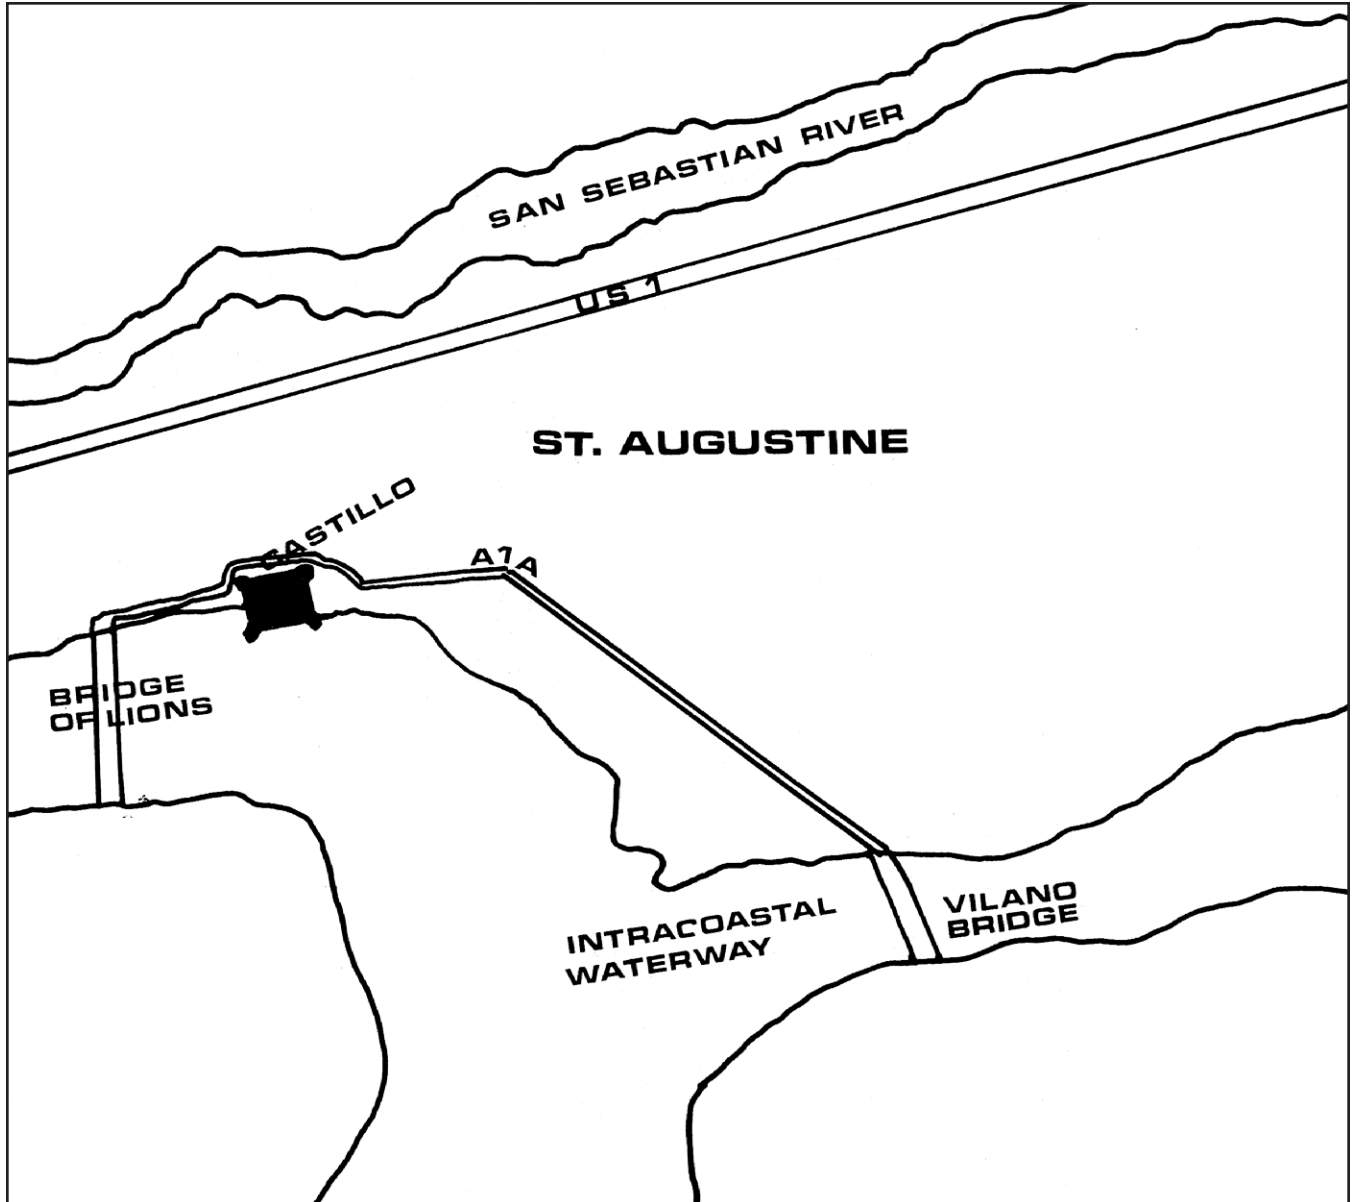 SAN SEBASTIAN RIVER
US 1
ST. AUGUSTINE
CASTILLO
A1A
BRIDGE
OF LIONS
VILANO
BRIDGE
INTRACOASTAL
WATERWAY